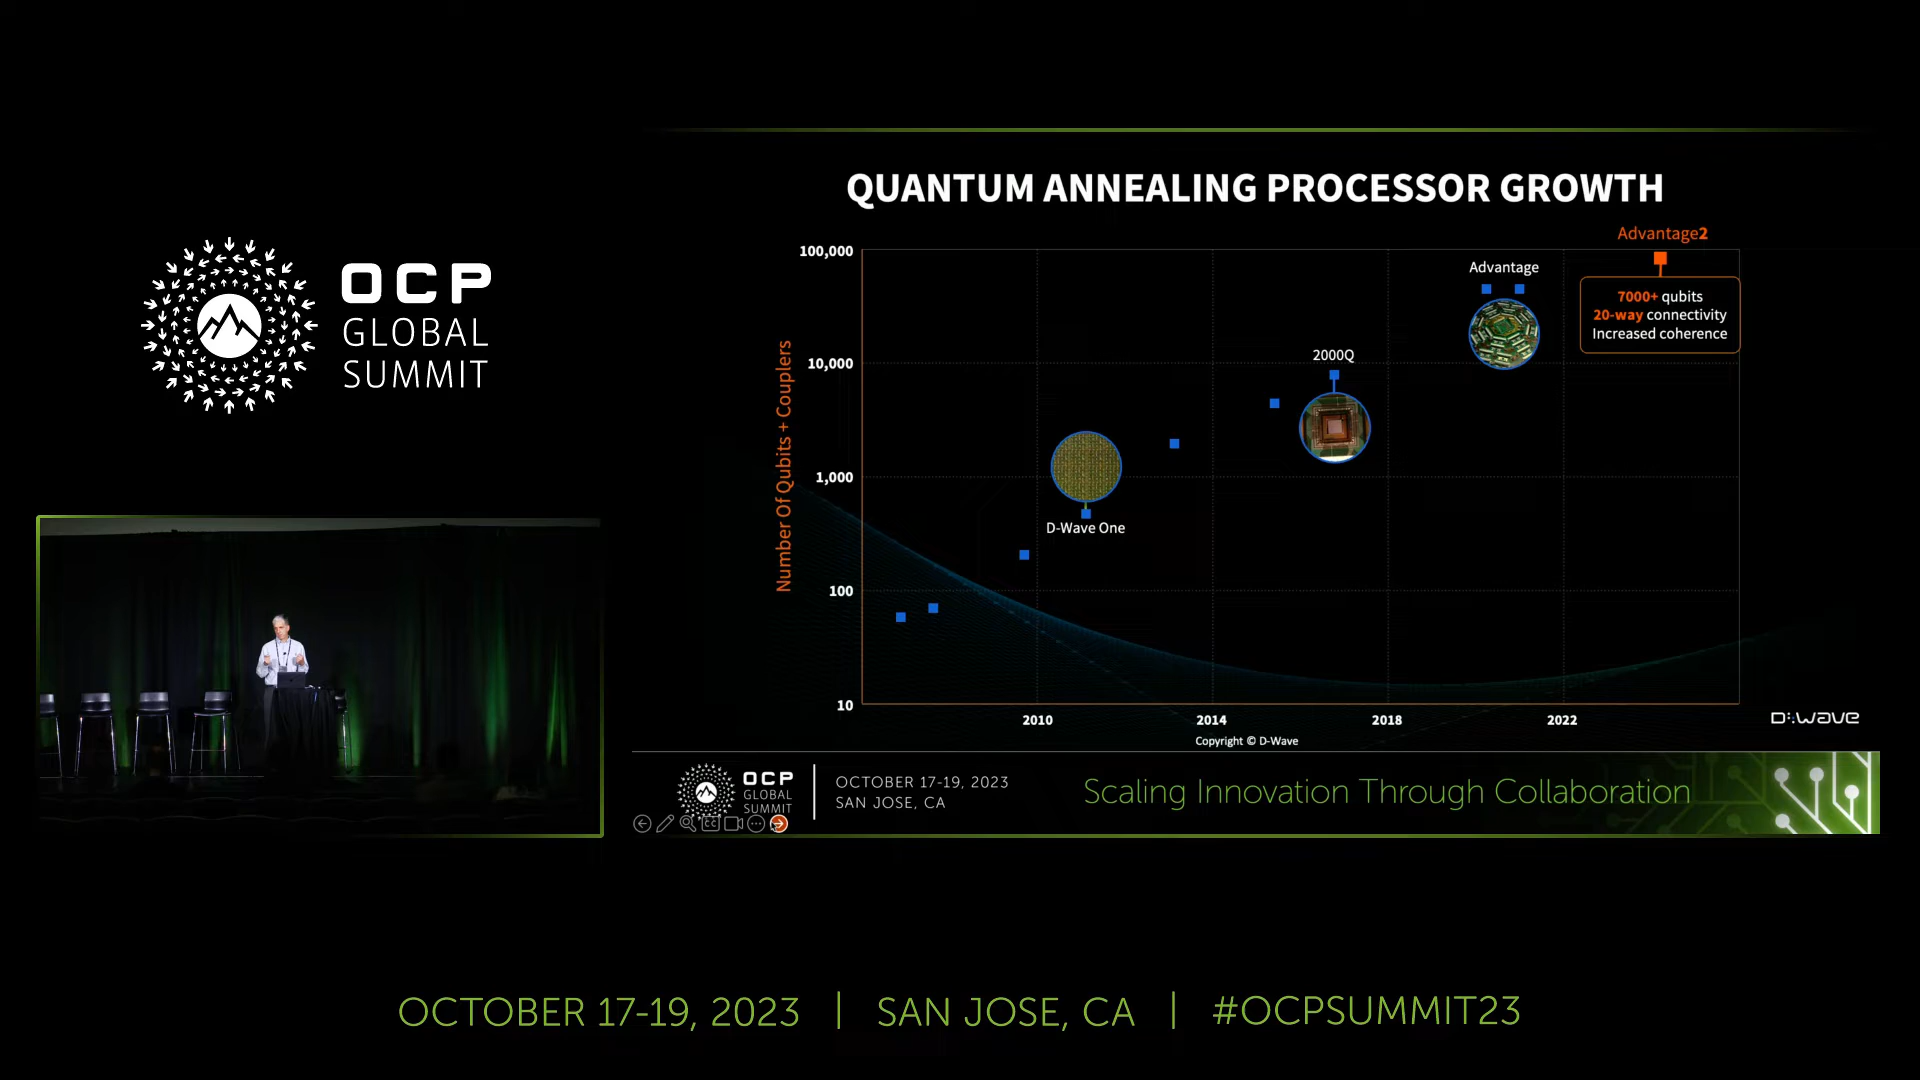 OCP
GLOBAL
SUMMIT
QUANTUM ANNEALING PROCESSOR GROWTH
Advantage2
7000+ qubits
20-way connectivity
Increased coherence
Advantage
2000Q
D-Wave One
Number Of Qubits + Couplers
100,000
10,000
1,000
100
10
2010
2014
2018
2022
Copyright © D-Wave
D:WAVE
OCP
GLOBAL
SUMMIT
OCTOBER 17-19, 2023
SAN JOSE, CA
Scaling Innovation Through Collaboration
CC
OCTOBER 17-19, 2023 | SAN JOSE, CA | #OCPSUMMIT23